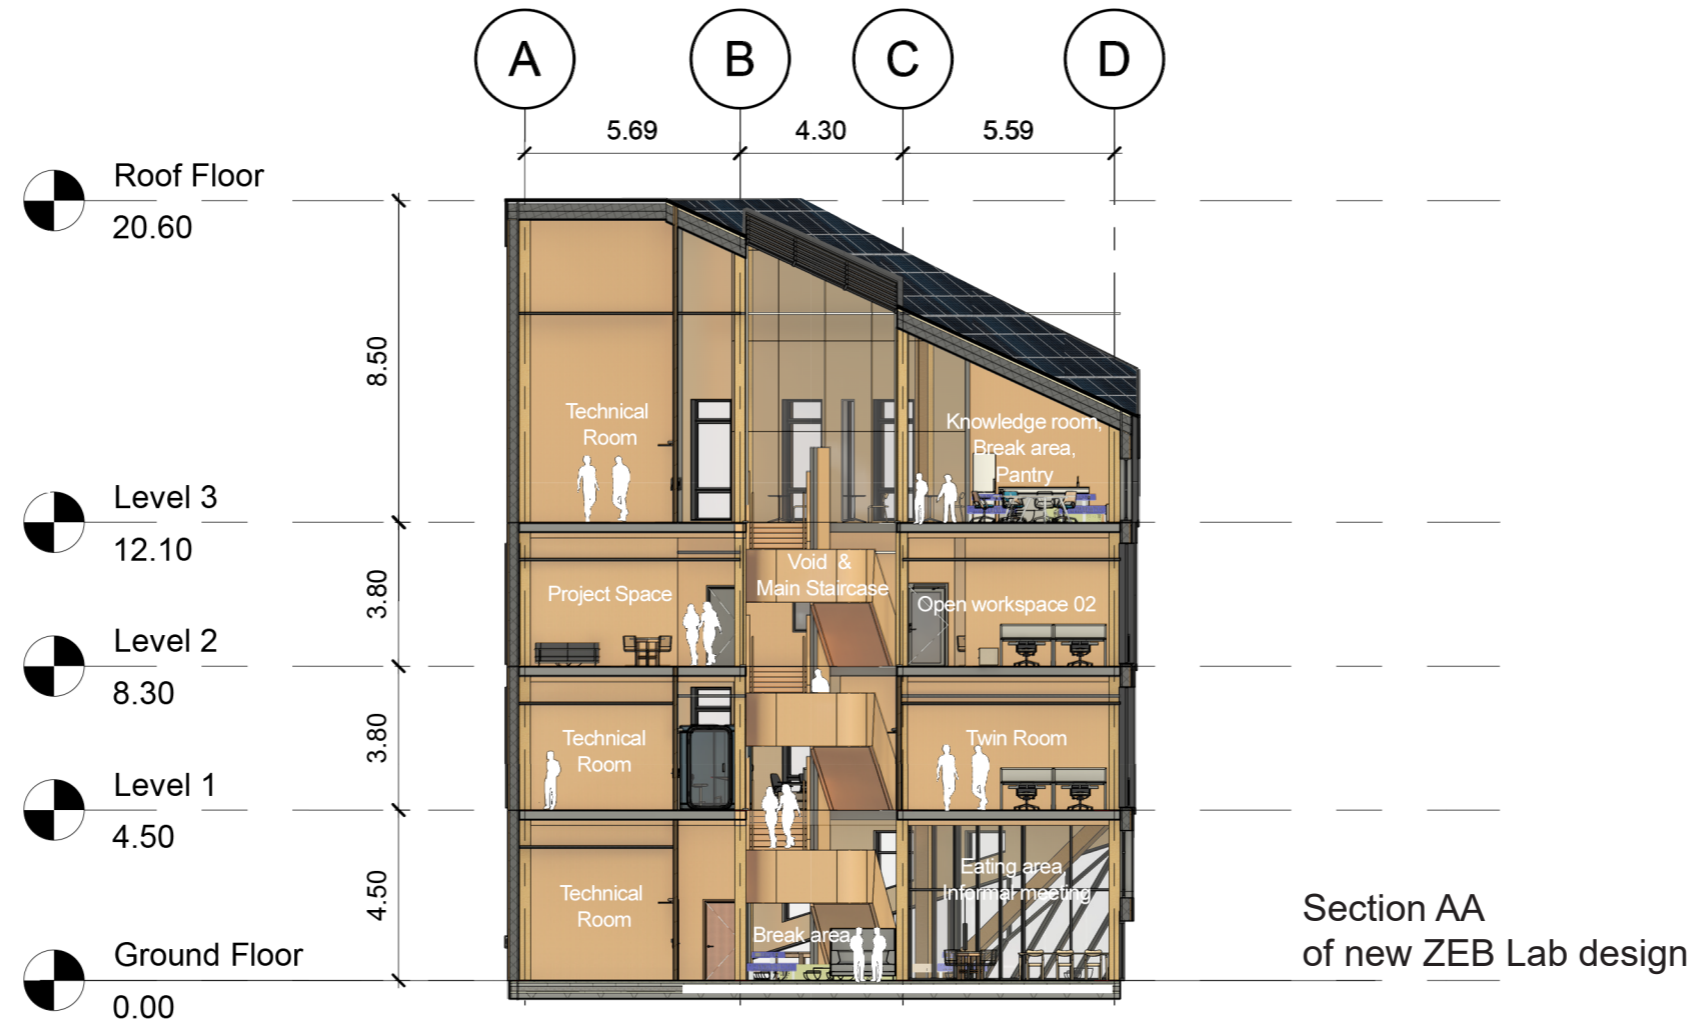 A
B
C
D
5.69
4.30
5.59
Roof Floor
20.60
8.50
Technical
Room
Knowledge room,
Break area,
Pantry
Level 3
12.10
3.80
Project Space
Void &
Main Staircase
Open workspace 02
Level 2
8.30
3.80
Technical
Room
Twin Room
Level 1
4.50
4.50
Technical
Room
Break area
Eating area
Informal meeting
Ground Floor
0.00
Section AA
of new ZEB Lab design